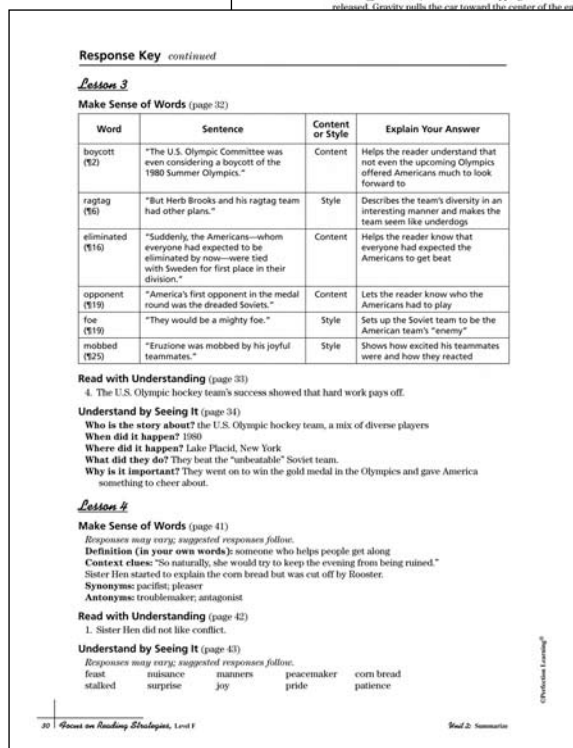 released. Gravity pulls the car toward the center of the ea
Response Key continued
Lesson 3
Make Sense of Words (page 32)
Word Sentence Content or Style Explain Your Answer
boycott (¶2) "The U.S. Olympic Committee was even considering a boycott of the 1980 Summer Olympics." Content Helps the reader understand that not even the upcoming Olympics offered Americans much to look forward to
ragtag (¶6) "But Herb Brooks and his ragtag team had other plans." Style Describes the team's diversity in an interesting manner and makes the team seem like underdogs
eliminated (¶16) "Suddenly, the Americans—whom everyone had expected to be eliminated by now—were tied with Sweden for first place in their division." Content Helps the reader know that everyone had expected the Americans to get beat
opponent (¶19) "America's first opponent in the medal round was the dreaded Soviets." Content Lets the reader know who the Americans had to play
foe (¶19) "They would be a mighty foe." Style Sets up the Soviet team to be the American team's "enemy"
mobbed (¶25) "Eruzione was mobbed by his joyful teammates." Style Shows how excited his teammates were and how they reacted
Read with Understanding (page 33)
4. The U.S. Olympic hockey team's success showed that hard work pays off.
Understand by Seeing It (page 34)
Who is the story about? the U.S. Olympic hockey team, a mix of diverse players
When did it happen? 1980
Where did it happen? Lake Placid, New York
What did they do? They beat the "unbeatable" Soviet team.
Why is it important? They went on to win the gold medal in the Olympics and gave America
something to cheer about.
Lesson 4
Make Sense of Words (page 41)
Responses may vary; suggested responses follow.
Definition (in your own words): someone who helps people get along
Context clues: "So naturally, she would try to keep the evening from being ruined."
Sister Hen started to explain the corn bread but was cut off by Rooster.
Synonyms: pacifist; pleaser
Antonyms: troublemaker; antagonist
Read with Understanding (page 42)
1. Sister Hen did not like conflict.
Understand by Seeing It (page 43)
Responses may vary; suggested responses follow.
feast nuisance manners peacemaker corn bread
stalked surprise joy pride patience
©Perfection Learning®
30 Focus on Reading Strategies, Level F Unit 2: Summarize